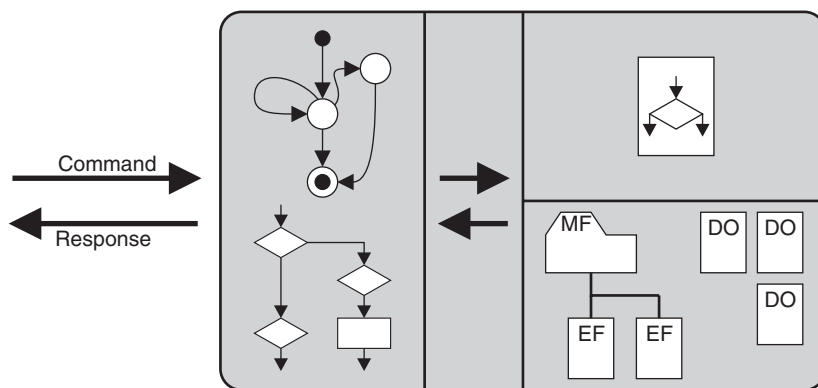 Command
Response
MF
DO DO
DO
EF EF